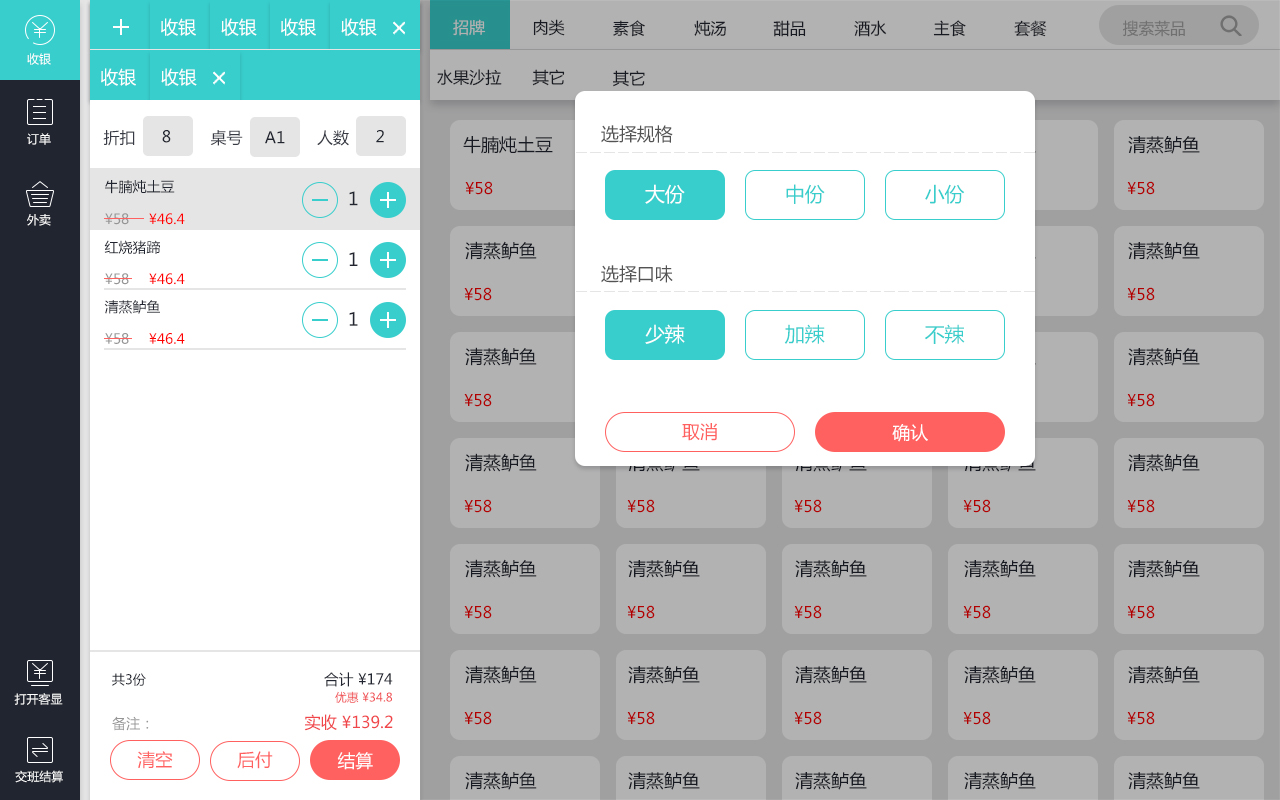 收银
订单
外卖
打开客显
交班结算
+ 收银 收银 收银 收银 ×
收银 收银 ×
折扣 8 桌号 A1 人数 2
牛腩炖土豆
¥58 ¥46.4
1
红烧猪蹄
¥58 ¥46.4
1
清蒸鲈鱼
¥58 ¥46.4
1
共3份 合计 ¥174
优惠 ¥34.8
备注： 实收 ¥139.2
清空 后付 结算
招牌 肉类 素食 炖汤 甜品 酒水 主食 套餐 搜索菜品
水果沙拉 其它 其它
选择规格
大份 中份 小份
选择口味
少辣 加辣 不辣
取消 确认
牛腩炖土豆 清蒸鲈鱼
¥58 ¥58
清蒸鲈鱼 清蒸鲈鱼
¥58 ¥58
清蒸鲈鱼 清蒸鲈鱼
¥58 ¥58
清蒸鲈鱼 清蒸鲈鱼 清蒸鲈鱼 清蒸鲈鱼 清蒸鲈鱼
¥58 ¥58 ¥58 ¥58 ¥58
清蒸鲈鱼 清蒸鲈鱼 清蒸鲈鱼 清蒸鲈鱼 清蒸鲈鱼
¥58 ¥58 ¥58 ¥58 ¥58
清蒸鲈鱼 清蒸鲈鱼 清蒸鲈鱼 清蒸鲈鱼 清蒸鲈鱼
¥58 ¥58 ¥58 ¥58 ¥58
清蒸鲈鱼 清蒸鲈鱼 清蒸鲈鱼 清蒸鲈鱼 清蒸鲈鱼